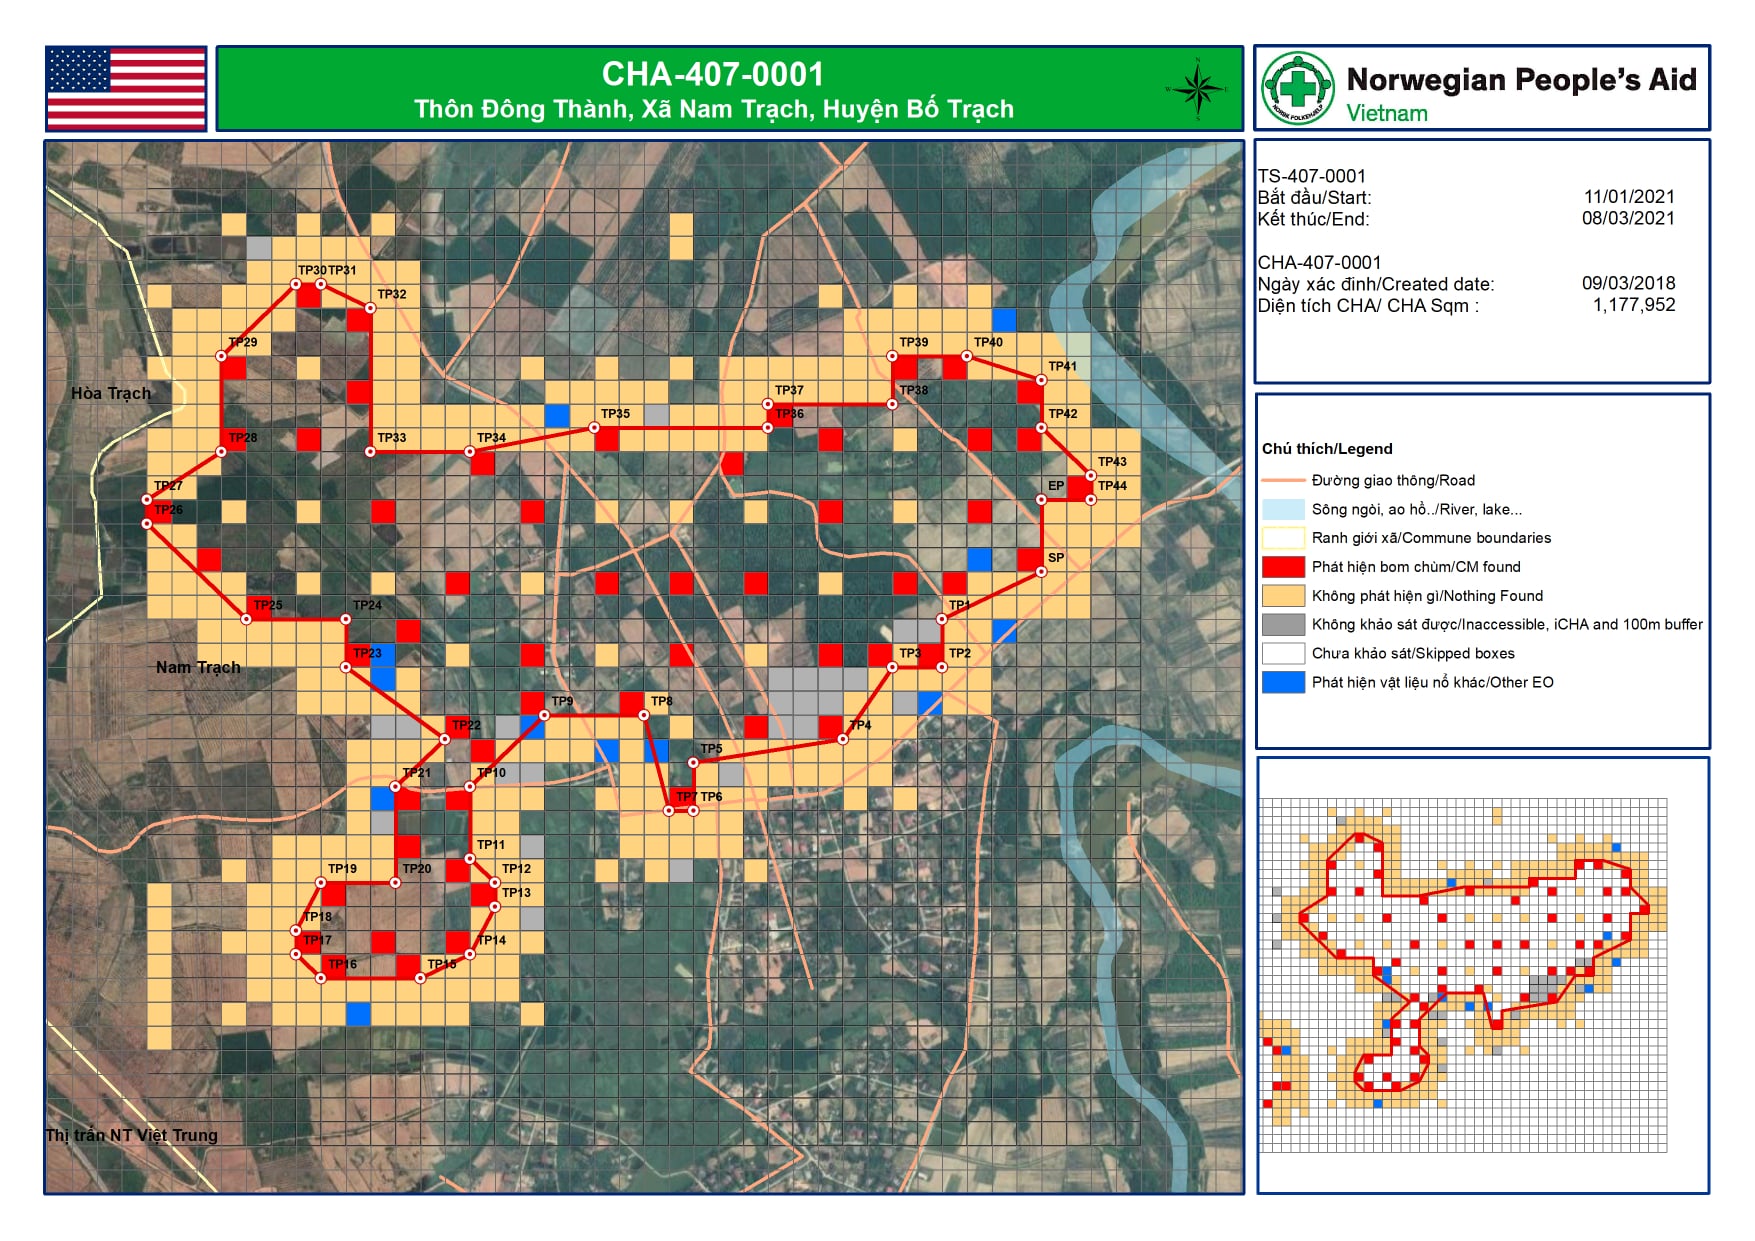 CHA-407-0001
Thôn Đông Thành, Xã Nam Trạch, Huyện Bố Trạch
N
W
E
S
NORSK FOLKEHJELP
Norwegian People's Aid
Vietnam
TS-407-0001
Bắt đầu/Start: 11/01/2021
Kết thúc/End: 08/03/2021
CHA-407-0001
Ngày xác đinh/Created date: 09/03/2018
Diện tích CHA/ CHA Sqm : 1,177,952
Chú thích/Legend
Đường giao thông/Road
Sông ngòi, ao hồ../River, lake...
Ranh giới xã/Commune boundaries
Phát hiện bom chùm/CM found
Không phát hiện gì/Nothing Found
Không khảo sát được/Inaccessible, iCHA and 100m buffer
Chưa khảo sát/Skipped boxes
Phát hiện vật liệu nổ khác/Other EO
TP30
TP31
TP32
TP29
TP39
TP40
TP41
Hòa Trạch
TP37
TP38
TP35
TP36
TP42
TP28
TP33
TP34
TP43
TP27
EP
TP44
TP26
SP
TP25
TP24
TP1
TP23
TP3
TP2
Nam Trạch
TP9
TP8
TP22
TP4
TP5
TP21
TP10
TP7
TP6
TP11
TP19
TP20
TP12
TP13
TP18
TP17
TP14
TP16
TP15
Thị trấn NT Việt Trung